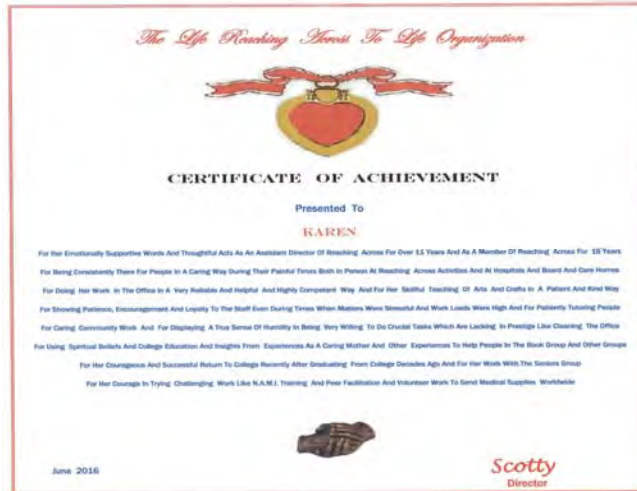 The Life Reaching Across To Life Organization
CERTIFICATE OF ACHIEVEMENT
Presented To
KAREN
For Her Emotionally Supportive Words And Thoughtful Acts As An Assistant Director Of Reaching Across For Over 11 Years And As A Member Of Reaching Across For 18 Years
For Being Consistently There For People In A Caring Way During Their Painful Times Both In Person At Reaching Across Activities And At Hospitals And Board And Care Homes
For Doing Her Work In The Office In A Very Reliable And Helpful And Highly Competent Way And For Her Skillful Teaching Of Arts And Crafts In A Patient And Kind Way
For Showing Patience, Encouragement And Loyalty To The Staff Even During Times When Matters Were Stressful And Work Loads Were High And For Patiently Tutoring People
For Caring Community Work And For Displaying A True Sense Of Humility In Being Very Willing To Do Crucial Tasks Which Are Lacking In Prestige Like Cleaning The Office
For Using Spiritual Beliefs And College Education And Insights From Experiences As A Caring Mother And Other Experiences To Help People In The Book Group And Other Groups
For Her Courageous And Successful Return To College Recently After Graduating From College Decades Ago And For Her Work With The Seniors Group
For Her Courage In Trying Challenging Work Like N.A.M.I. Training And Peer Facilitation And Volunteer Work To Send Medical Supplies Worldwide
June 2016
Scotty
Director